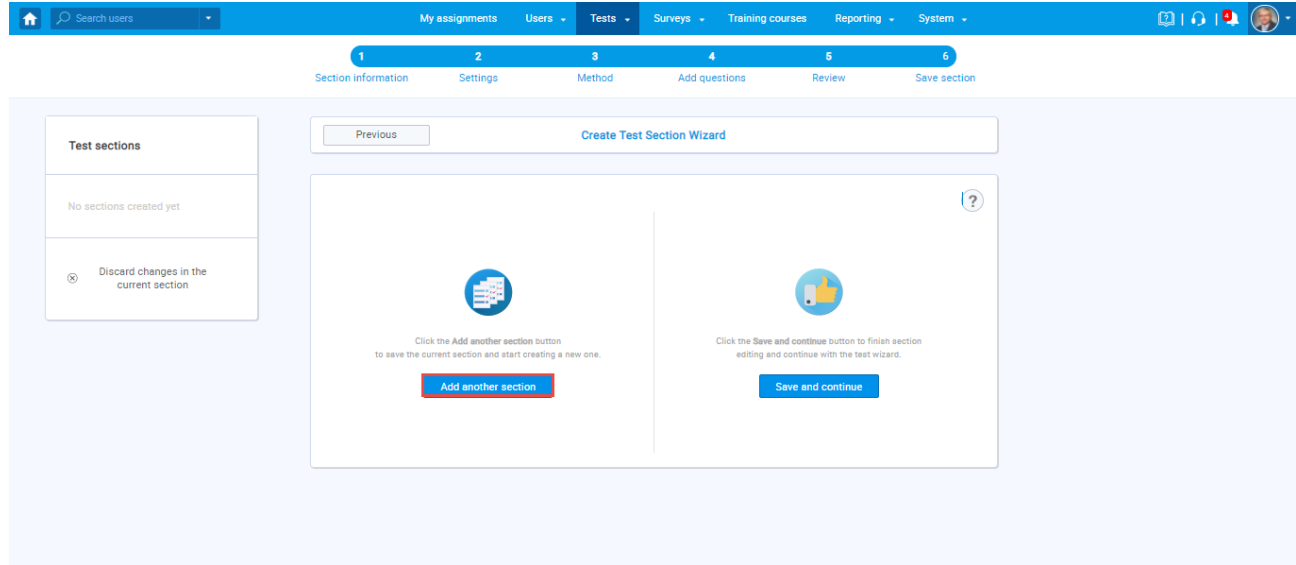 Search users
My assignments Users Tests Surveys Training courses Reporting System
4
1 2 3 4 5 6
Section information Settings Method Add questions Review Save section
Test sections
No sections created yet
Discard changes in the
current section
Previous
Create Test Section Wizard
?
Click the Add another section button
to save the current section and start creating a new one.
Add another section
Click the Save and continue button to finish section
editing and continue with the test wizard.
Save and continue